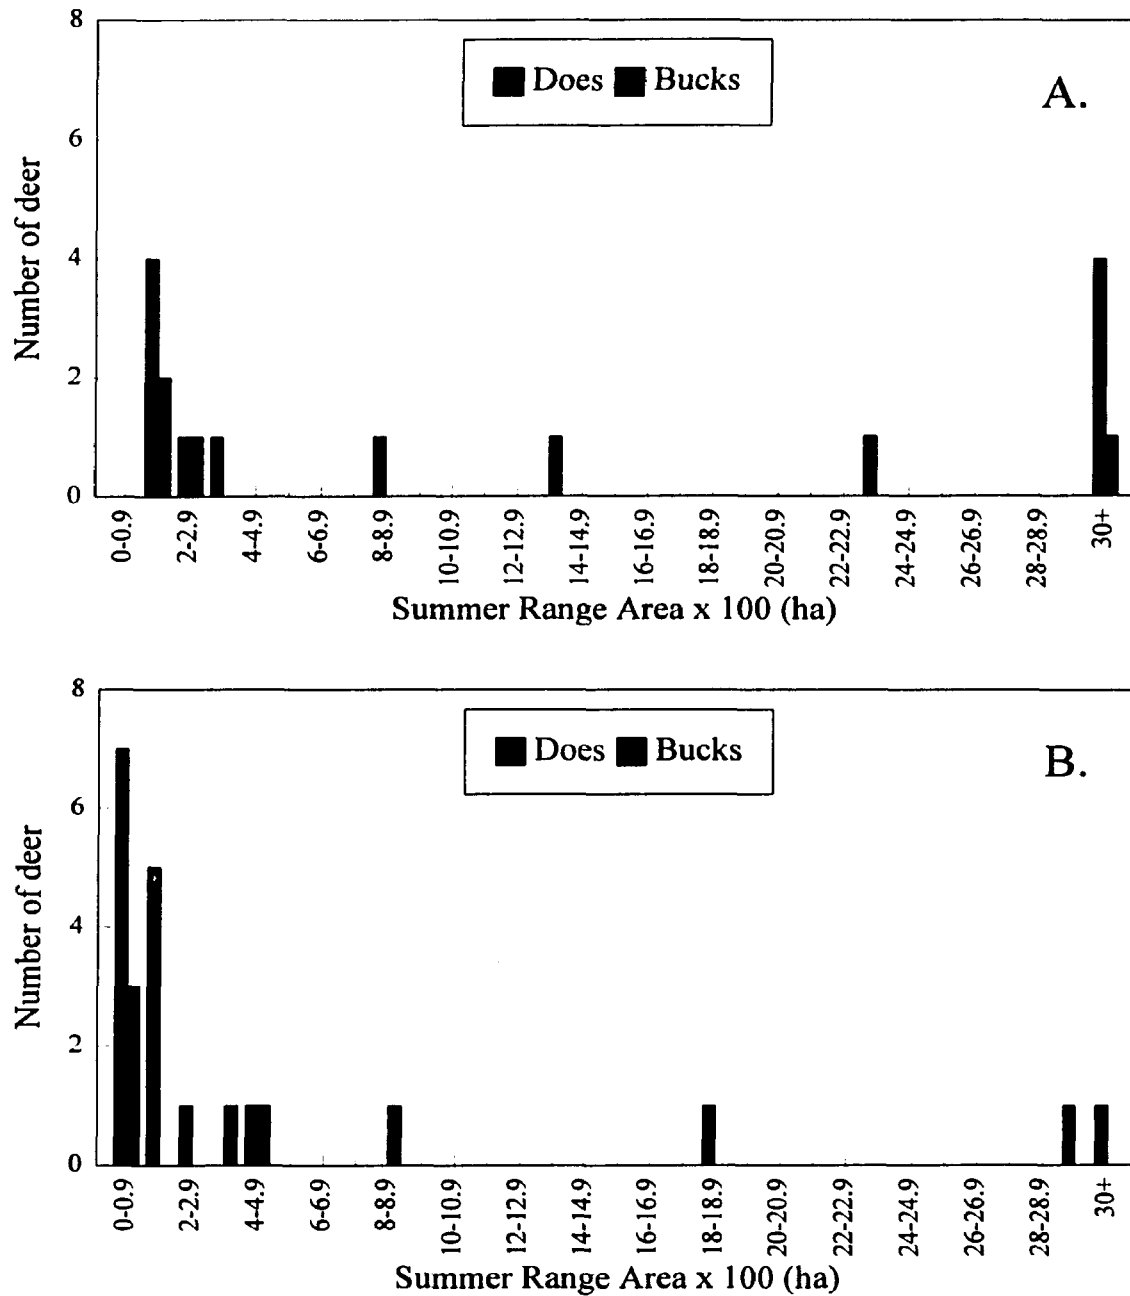 8
Does Bucks
A.
6
4
2
0
Number of deer
0-0.9 2-2.9 4-4.9 6-6.9 8-8.9 10-10.9 12-12.9 14-14.9 16-16.9 18-18.9 20-20.9 22-22.9 24-24.9 26-26.9 28-28.9 30+
Summer Range Area x 100 (ha)
8
Does Bucks
B.
6
4
2
0
Number of deer
0-0.9 2-2.9 4-4.9 6-6.9 8-8.9 10-10.9 12-12.9 14-14.9 16-16.9 18-18.9 20-20.9 22-22.9 24-24.9 26-26.9 28-28.9 30+
Summer Range Area x 100 (ha)